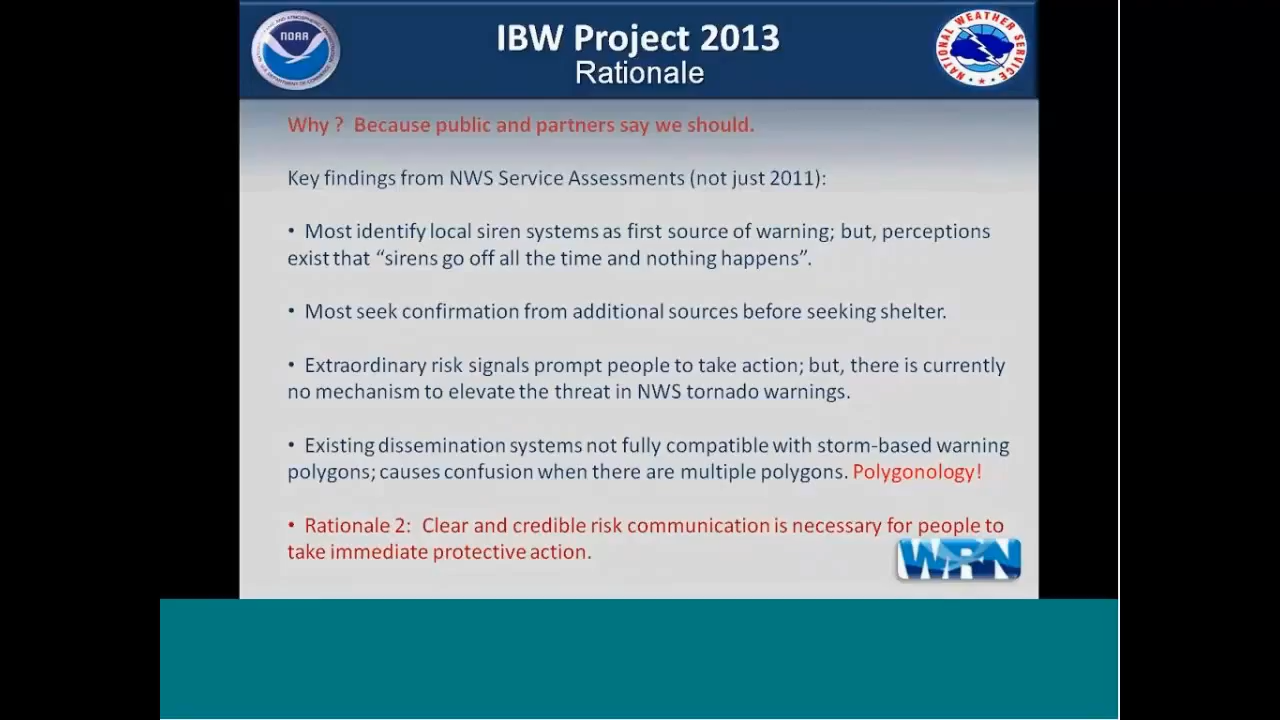 IBW Project 2013
Rationale
NOAA
NATIONAL WEATHER SERVICE
Why ?  Because public and partners say we should.
Key findings from NWS Service Assessments (not just 2011):
•  Most identify local siren systems as first source of warning; but, perceptions
exist that “sirens go off all the time and nothing happens”.
•  Most seek confirmation from additional sources before seeking shelter.
•  Extraordinary risk signals prompt people to take action; but, there is currently
no mechanism to elevate the threat in NWS tornado warnings.
•  Existing dissemination systems not fully compatible with storm-based warning
polygons; causes confusion when there are multiple polygons. Polygonology!
•  Rationale 2:  Clear and credible risk communication is necessary for people to
take immediate protective action.
WRN